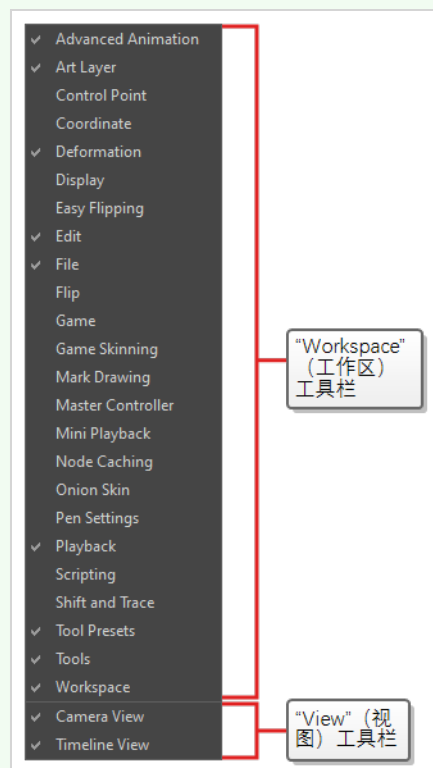 Advanced Animation
Art Layer
Control Point
Coordinate
Deformation
Display
Easy Flipping
Edit
File
Flip
Game
Game Skinning
Mark Drawing
Master Controller
Mini Playback
Node Caching
Onion Skin
Pen Settings
Playback
Scripting
Shift and Trace
Tool Presets
Tools
Workspace
Camera View
Timeline View
“Workspace”
（工作区）
工具栏
“View”（视
图）工具栏